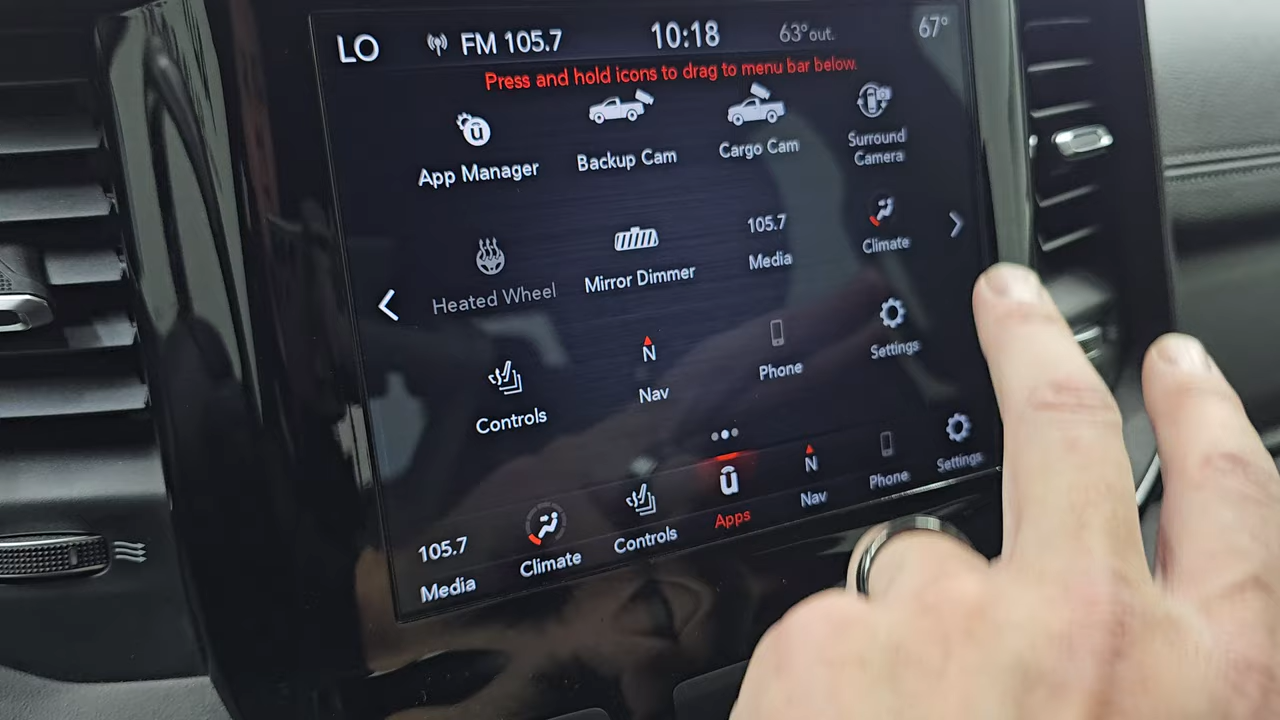 LO FM 105.7 10:18 63° out. 67°
Press and hold icons to drag to menu bar below.
App Manager
Backup Cam
Cargo Cam
Surround
Camera
Heated Wheel
Mirror Dimmer
105.7
Media
Climate
Controls
N
Nav
Phone
Settings
105.7
Media
Climate
Controls
Apps
N
Nav
Phone
Settings